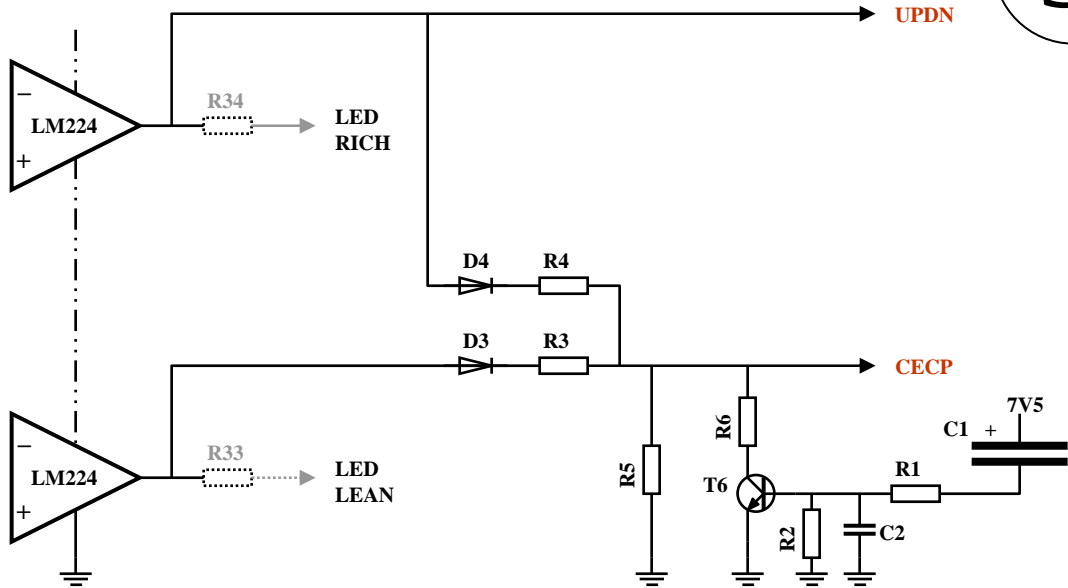 UPDN
−
LM224
+
R34
LED
RICH
D4
R4
D3
R3
CECP
−
LM224
+
R33
LED
LEAN
R5
R6
T6
R2
C2
R1
C1
+
7V5